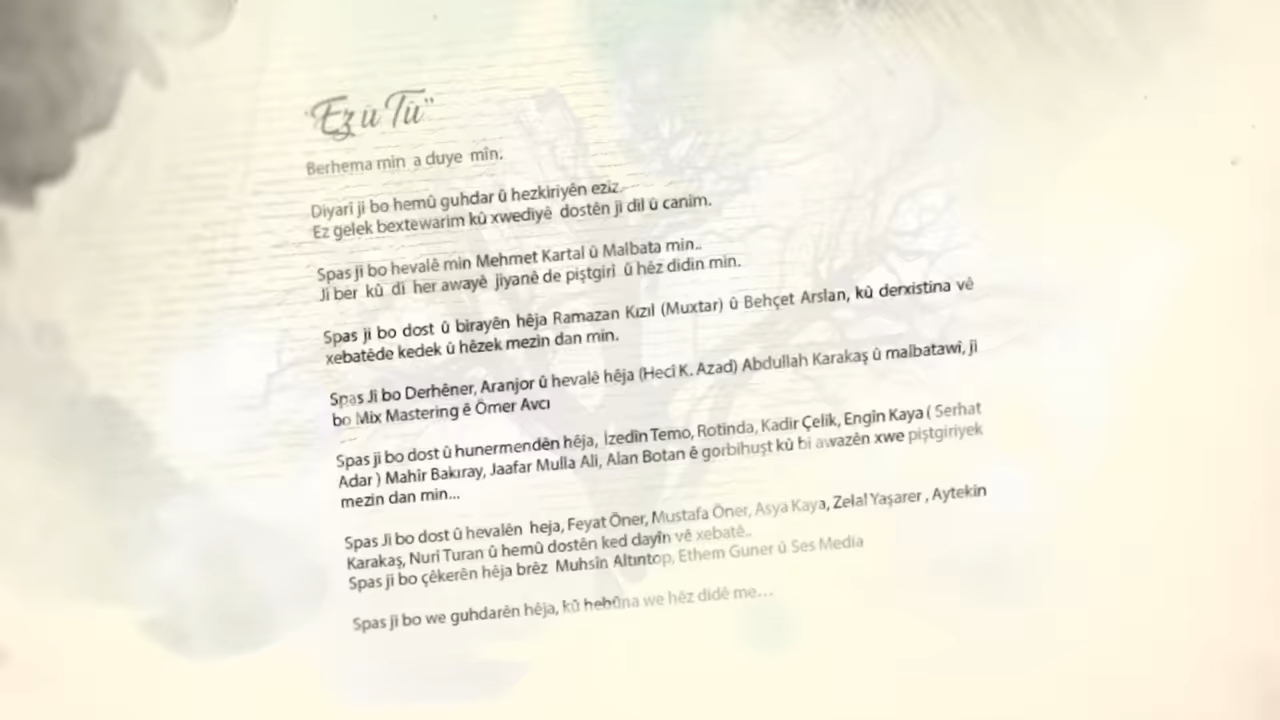 "Ez û Tû"
Berhema min a duye min.
Diyarî ji bo hemû guhdar û hezkiriyên ezîz.
Ez gelek bextewarim kû xwediyê dostên ji dil û canim.
Spas ji bo hevalê min Mehmet Kartal û Malbata min..
Ji ber kû di her awayê jiyanê de piştgirî û hêz didin min.
Spas ji bo dost û birayên hêja Ramazan Kızıl (Muxtar) û Behçet Arslan, kû derxistina vê
xebatêde kedek û hêzek mezin dan min.
Spas Ji bo Derhêner, Aranjor û hevalê hêja (Hecî K. Azad) Abdullah Karakaş û malbatawî, ji
bo Mix Mastering ê Ömer Avcı
Spas ji bo dost û hunermendên hêja, Izedîn Temo, Rotinda, Kadir Çelik, Engîn Kaya ( Serhat
Adar ) Mahîr Bakıray, Jaafar Mulla Ali, Alan Botan ê gorbihuşt kû bi awazên xwe piştgiriyek
mezin dan min...
Spas Ji bo dost û hevalên heja, Feyat Öner, Mustafa Öner, Asya Kaya, Zelal Yaşarer , Aytekin
Karakaş, Nuri Turan û hemû dostên ked dayîn vê xebatê..
Spas ji bo çêkerên hêja brêz Muhsin Altıntop, Ethem Guner û Ses Media
Spas ji bo we guhdarên hêja, kû hebûna we hêz didê me...